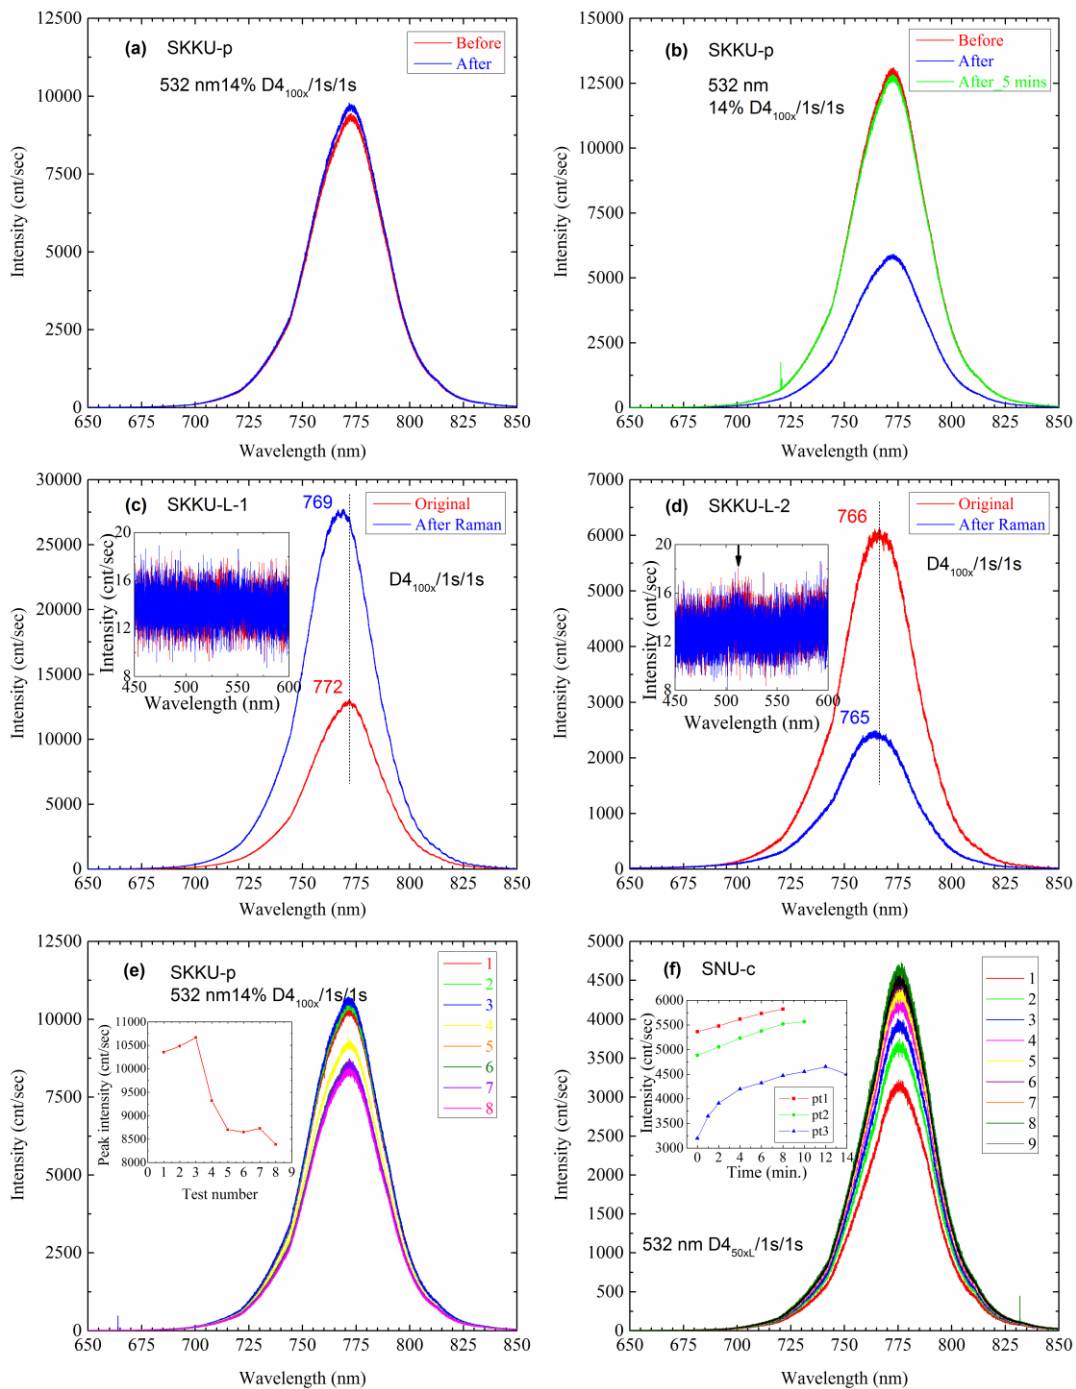 (a) SKKU-p
532 nm14% D4100x/1s/1s
Before
After
12500
10000
7500
5000
2500
0
Intensity (cnt/sec)
650 675 700 725 750 775 800 825 850
Wavelength (nm)
(b) SKKU-p
532 nm
14% D4100x/1s/1s
Before
After
After_5 mins
15000
12500
10000
7500
5000
2500
0
Intensity (cnt/sec)
650 675 700 725 750 775 800 825 850
Wavelength (nm)
(c) SKKU-L-1
769
Original
After Raman
D4100x/1s/1s
772
30000
27500
25000
22500
20000
17500
15000
12500
10000
7500
5000
2500
0
Intensity (cnt/sec)
20
16
12
8
Intensity (cnt/sec)
450 500 550 600
Wavelength (nm)
650 675 700 725 750 775 800 825 850
Wavelength (nm)
(d) SKKU-L-2
766
Original
After Raman
D4100x/1s/1s
765
7000
6000
5000
4000
3000
2000
1000
0
Intensity (cnt/sec)
20
16
12
8
Intensity (cnt/sec)
450 500 550 600
Wavelength (nm)
650 675 700 725 750 775 800 825 850
Wavelength (nm)
(e) SKKU-p
532 nm14% D4100x/1s/1s
1
2
3
4
5
6
7
8
12500
10000
7500
5000
2500
0
Intensity (cnt/sec)
11000
10500
10000
9500
9000
8500
8000
Peak intensity (cnt/sec)
0 1 2 3 4 5 6 7 8 9
Test number
650 675 700 725 750 775 800 825 850
Wavelength (nm)
(f) SNU-c
1
2
3
4
5
6
7
8
9
5000
4500
4000
3500
3000
2500
2000
1500
1000
500
0
Intensity (cnt/sec)
6000
5500
5000
4500
4000
3500
3000
Intensity (cnt/sec)
pt1
pt2
pt3
0 2 4 6 8 10 12 14
Time (min.)
532 nm D450xL/1s/1s
650 675 700 725 750 775 800 825 850
Wavelength (nm)